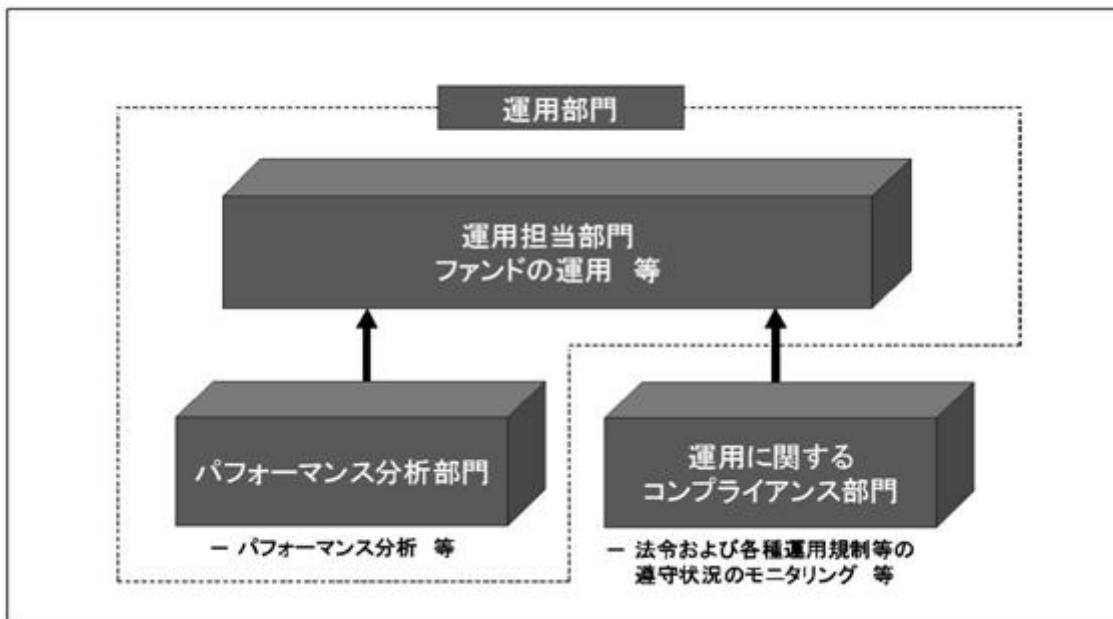 運用部門
運用担当部門
ファンドの運用　等
パフォーマンス分析部門
－ パフォーマンス分析　等
運用に関する
コンプライアンス部門
－ 法令および各種運用規制等の
遵守状況のモニタリング　等